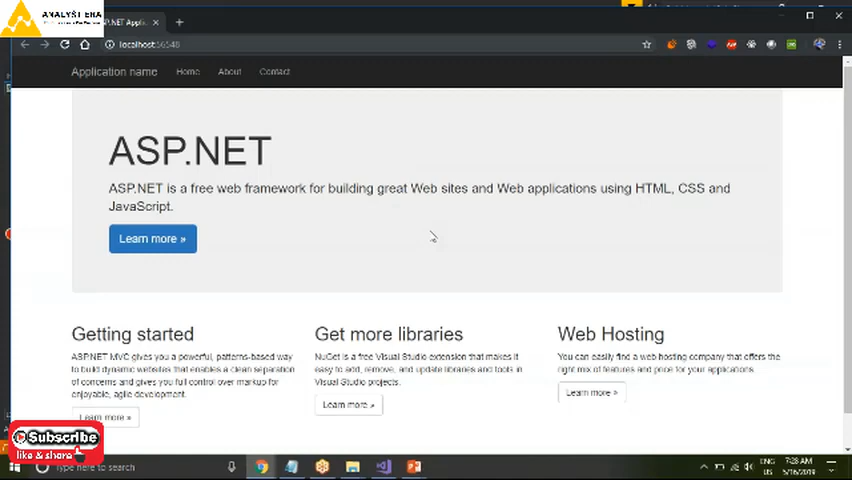 ANALYST ERA
localhost:56540
Application name Home About Contact
ASP.NET
ASP.NET is a free web framework for building great Web sites and Web applications using HTML, CSS and
JavaScript.
Learn more »
Getting started
ASP.NET MVC gives you a powerful, patterns-based way
to build dynamic websites that enables a clean separation
of concerns and gives you full control over markup for
enjoyable, agile development.
Learn more »
Get more libraries
NuGet is a free Visual Studio extension that makes it
easy to add, remove, and update libraries and tools in
Visual Studio projects.
Learn more »
Web Hosting
You can easily find a web hosting company that offers the
right mix of features and price for your applications.
Learn more »
Subscribe
like & share
Type here to search
ENG
US
7:28 AM
5/16/2019